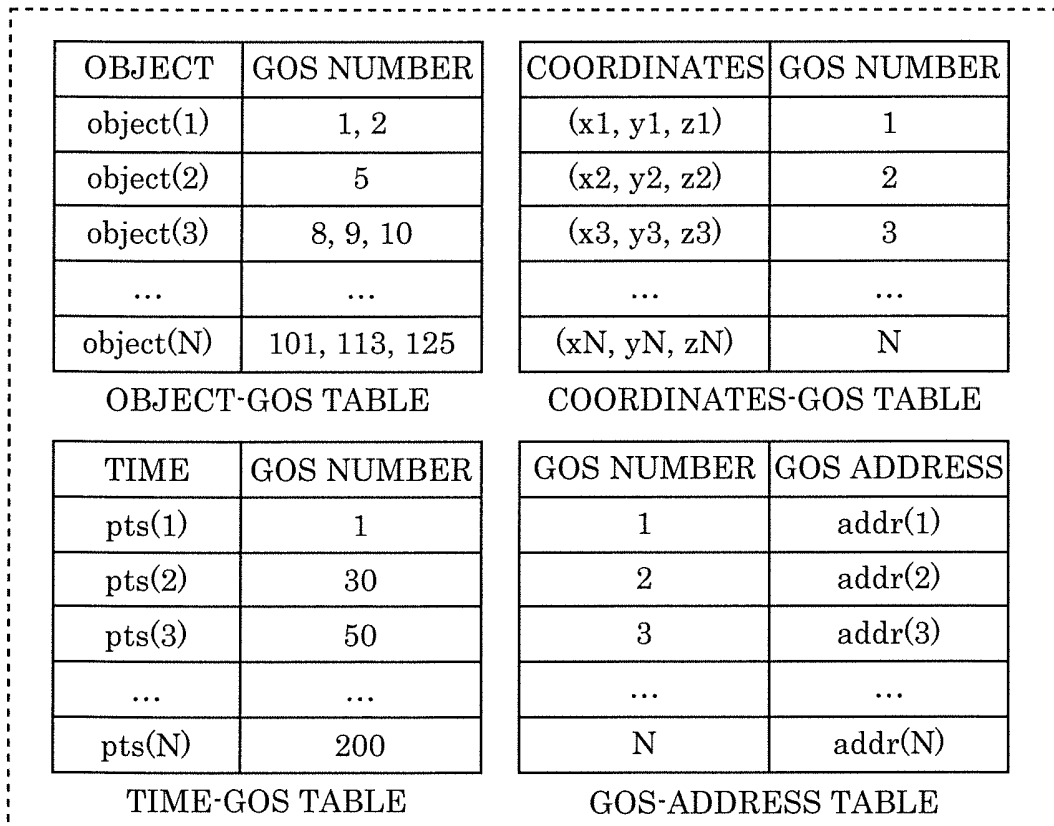 OBJECT GOS NUMBER
object(1) 1, 2
object(2) 5
object(3) 8, 9, 10
... ...
object(N) 101, 113, 125
OBJECT-GOS TABLE
COORDINATES GOS NUMBER
(x1, y1, z1) 1
(x2, y2, z2) 2
(x3, y3, z3) 3
... ...
(xN, yN, zN) N
COORDINATES-GOS TABLE
TIME GOS NUMBER
pts(1) 1
pts(2) 30
pts(3) 50
... ...
pts(N) 200
TIME-GOS TABLE
GOS NUMBER GOS ADDRESS
1 addr(1)
2 addr(2)
3 addr(3)
... ...
N addr(N)
GOS-ADDRESS TABLE